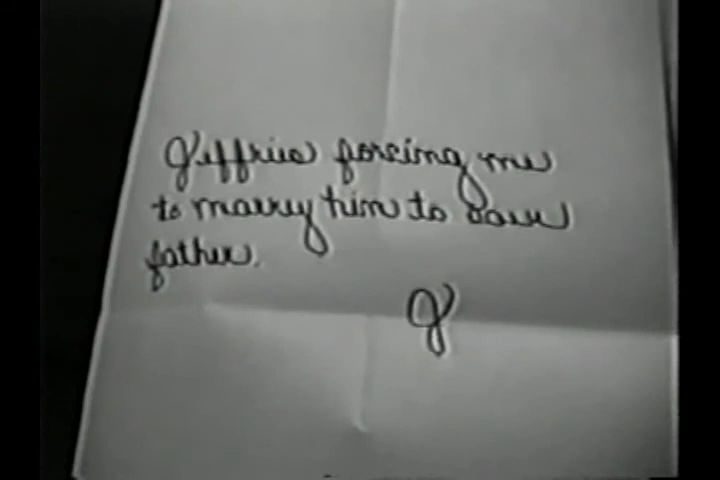 Jeffries forcing me
to marry him to save
father.
J